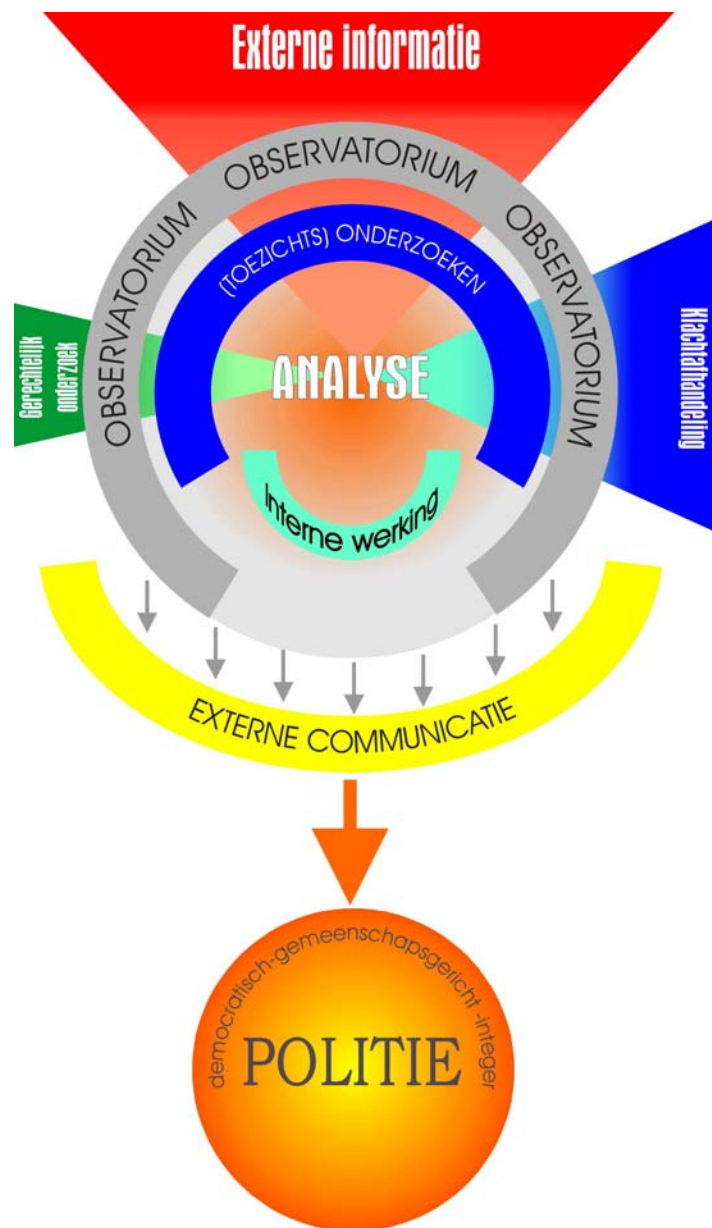 Externe informatie
OBSERVATORIUM
OBSERVATORIUM
OBSERVATORIUM
(TOEZICHTS) ONDERZOEKEN
Gerechtelijk
onderzoek
ANALYSE
Klachtafhandeling
Interne werking
EXTERNE COMMUNICATIE
democratisch-gemeenschapsgericht -integer
POLITIE